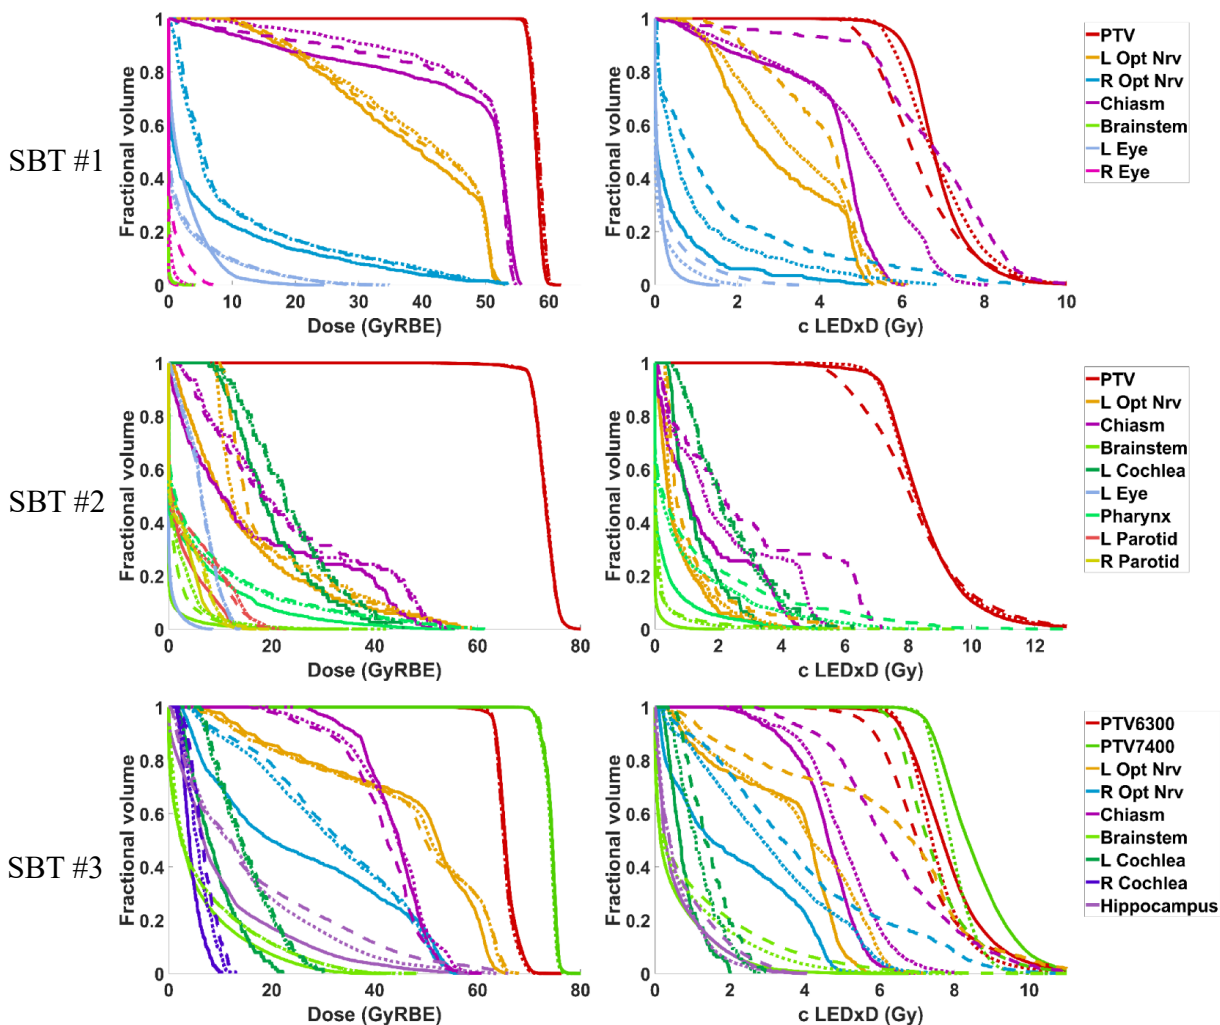 SBT #1
Fractional volume
1
0.8
0.6
0.4
0.2
0
0 10 20 30 40 50 60
Dose (GyRBE)
Fractional volume
1
0.8
0.6
0.4
0.2
0
0 2 4 6 8 10
c LEDxD (Gy)
PTV
L Opt Nrv
R Opt Nrv
Chiasm
Brainstem
L Eye
R Eye
SBT #2
Fractional volume
1
0.8
0.6
0.4
0.2
0
0 20 40 60 80
Dose (GyRBE)
Fractional volume
1
0.8
0.6
0.4
0.2
0
0 2 4 6 8 10 12
c LEDxD (Gy)
PTV
L Opt Nrv
Chiasm
Brainstem
L Cochlea
L Eye
Pharynx
L Parotid
R Parotid
SBT #3
Fractional volume
1
0.8
0.6
0.4
0.2
0
0 20 40 60 80
Dose (GyRBE)
Fractional volume
1
0.8
0.6
0.4
0.2
0
0 2 4 6 8 10
c LEDxD (Gy)
PTV6300
PTV7400
L Opt Nrv
R Opt Nrv
Chiasm
Brainstem
L Cochlea
R Cochlea
Hippocampus